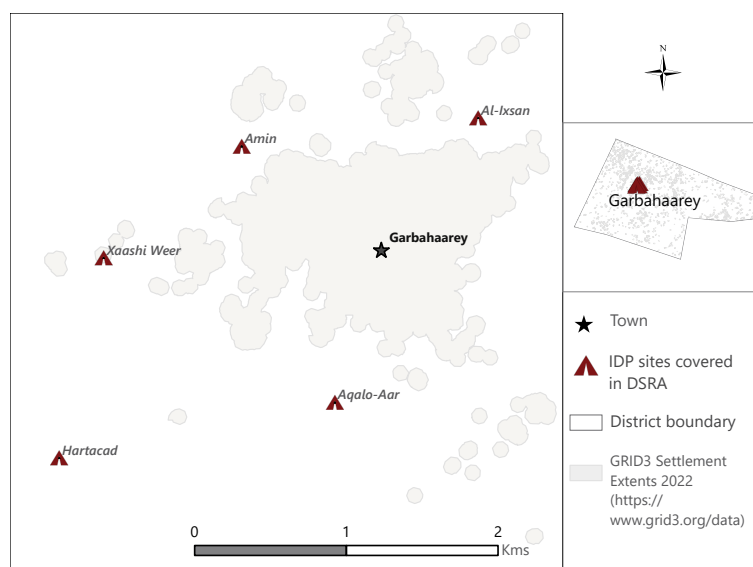 Al-Ixsan
Amin
Garbahaarey
Xaashi Weer
Aqalo-Aar
Hartacad
0 1 2
Kms
N
Garbahaarey
Town
IDP sites covered
in DSRA
District boundary
GRID3 Settlement
Extents 2022
(https://
www.grid3.org/data)